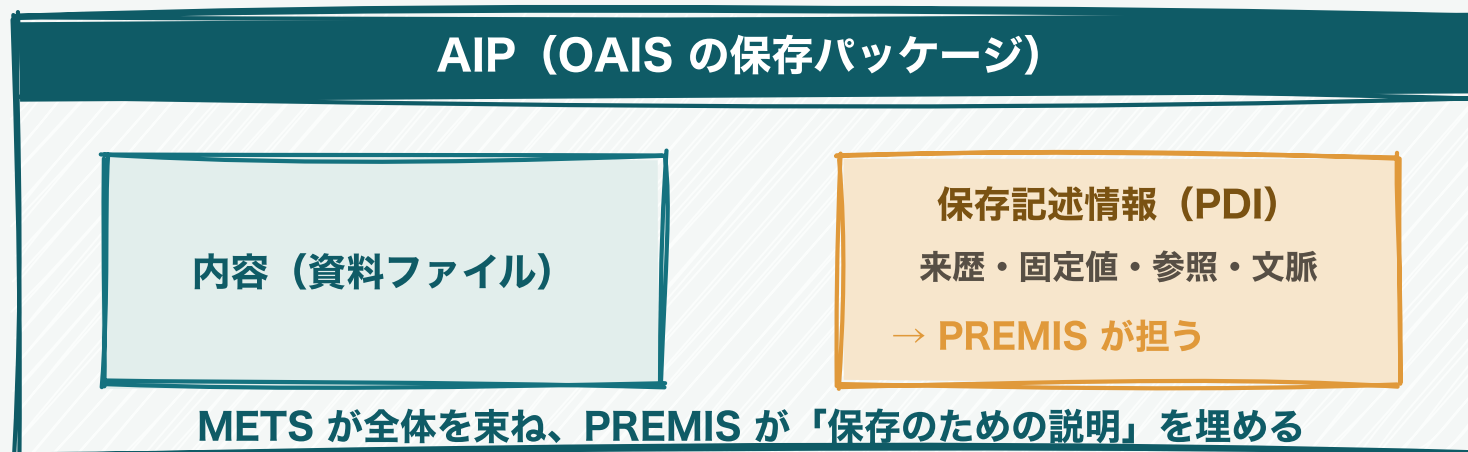 AIP（OAIS の保存パッケージ）
内容（資料ファイル）
保存記述情報（PDI）
来歴・固定値・参照・文脈
→ PREMIS が担う
METS が全体を束ね、PREMIS が「保存のための説明」を埋める